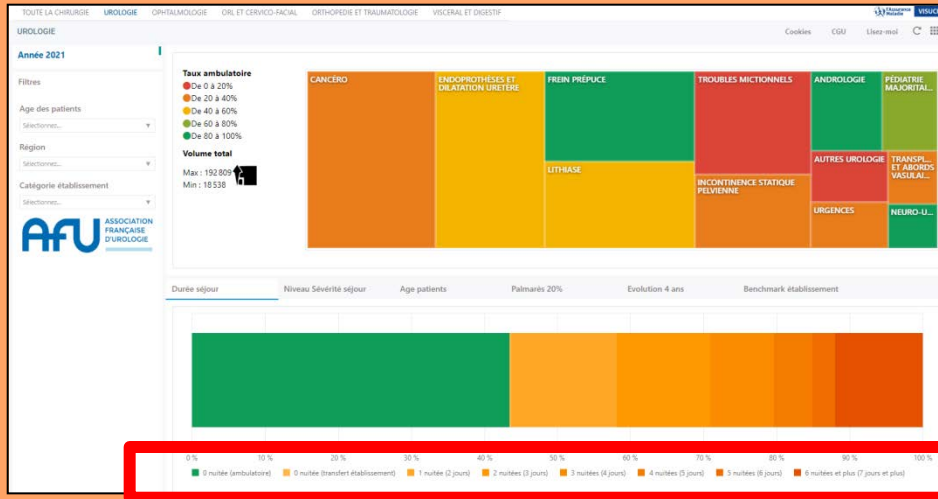 TOUTE LA CHIRURGIE UROLOGIE OPHTALMOLOGIE ORL ET CERVICO-FACIAL ORTHOPEDIE ET TRAUMATOLOGIE VISCERAL ET DIGESTIF
l'Assurance Maladie
UROLOGIE Cookies CGU Lisez-moi
Année 2021
Filtres
Age des patients
Sélectionnez...
Région
Sélectionnez...
Catégorie établissement
Sélectionnez...
AFU ASSOCIATION
FRANÇAISE
D'UROLOGIE
Taux ambulatoire
De 0 à 20%
De 20 à 40%
De 40 à 60%
De 60 à 80%
De 80 à 100%
Volume total
Max : 192 809
Min : 18 538
CANCÉRO
ENDOPROTHÈSES ET
DILATATION URETÈRE
FREIN PRÉPUCE
LITHIASE
TROUBLES MICTIONNELS
INCONTINENCE STATIQUE
PELVIENNE
ANDROLOGIE
PÉDIATRIE
MAJORITAI...
AUTRES UROLOGIE
TRANSPL...
ET ABORDS
VASULAI...
URGENCES
NEURO-U...
Durée séjour Niveau Sévérité séjour Age patients Palmarès 20% Evolution 4 ans Benchmark établissement
0 % 10 % 20 % 30 % 40 % 50 % 60 % 70 % 80 % 90 % 100 %
0 nuitée (ambulatoire) 0 nuitée (transfert établissement) 1 nuitée (2 jours) 2 nuitées (3 jours) 3 nuitées (4 jours) 4 nuitées (5 jours) 5 nuitées (6 jours) 6 nuitées et plus (7 jours et plus)